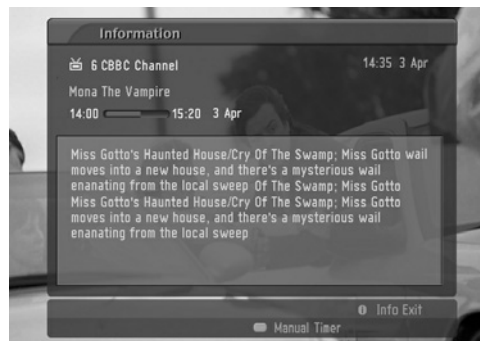 Information
6 CBBC Channel 14:35 3 Apr
Mona The Vampire
14:00 15:20 3 Apr
Miss Gotto's Haunted House/Cry Of The Swamp; Miss Gotto wail
moves into a new house, and there's a mysterious wail
enanating from the local sweep Of The Swamp; Miss Gotto
Miss Gotto's Haunted House/Cry Of The Swamp; Miss Gotto
moves into a new house, and there's a mysterious wail
enanating from the local sweep
Info Exit
Manual Timer